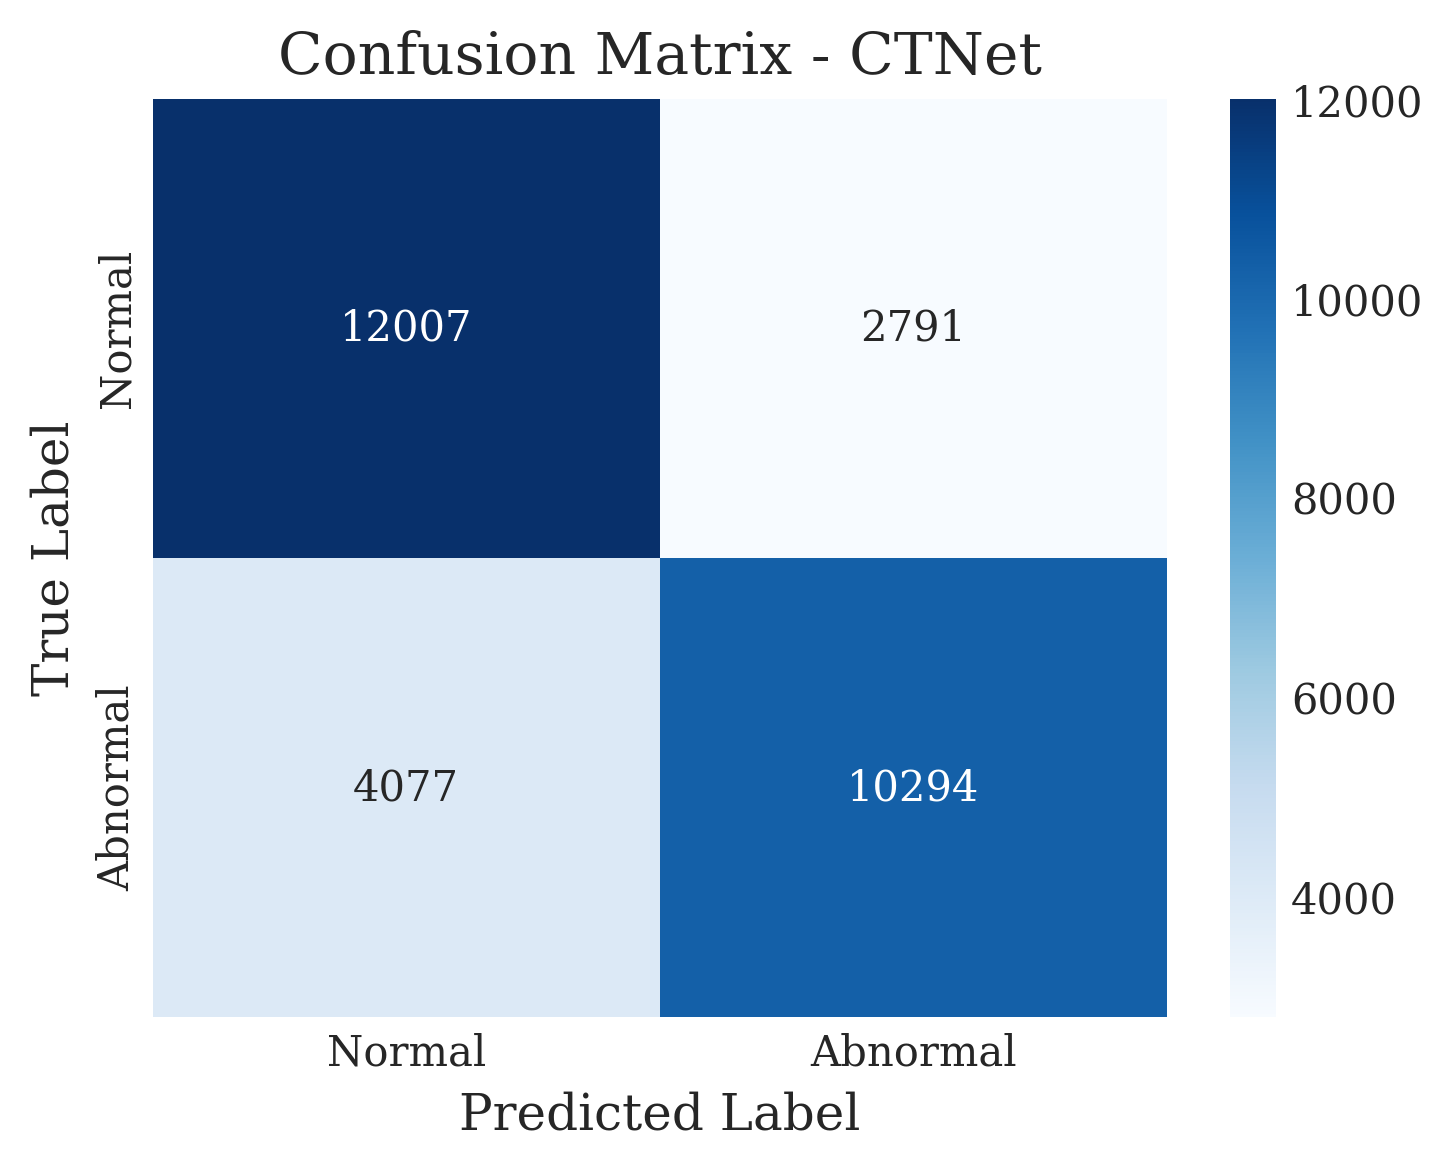 Confusion Matrix - CTNet
12000
10000
8000
6000
4000
True Label
Normal
12007
2791
Abnormal
4077
10294
Normal
Abnormal
Predicted Label